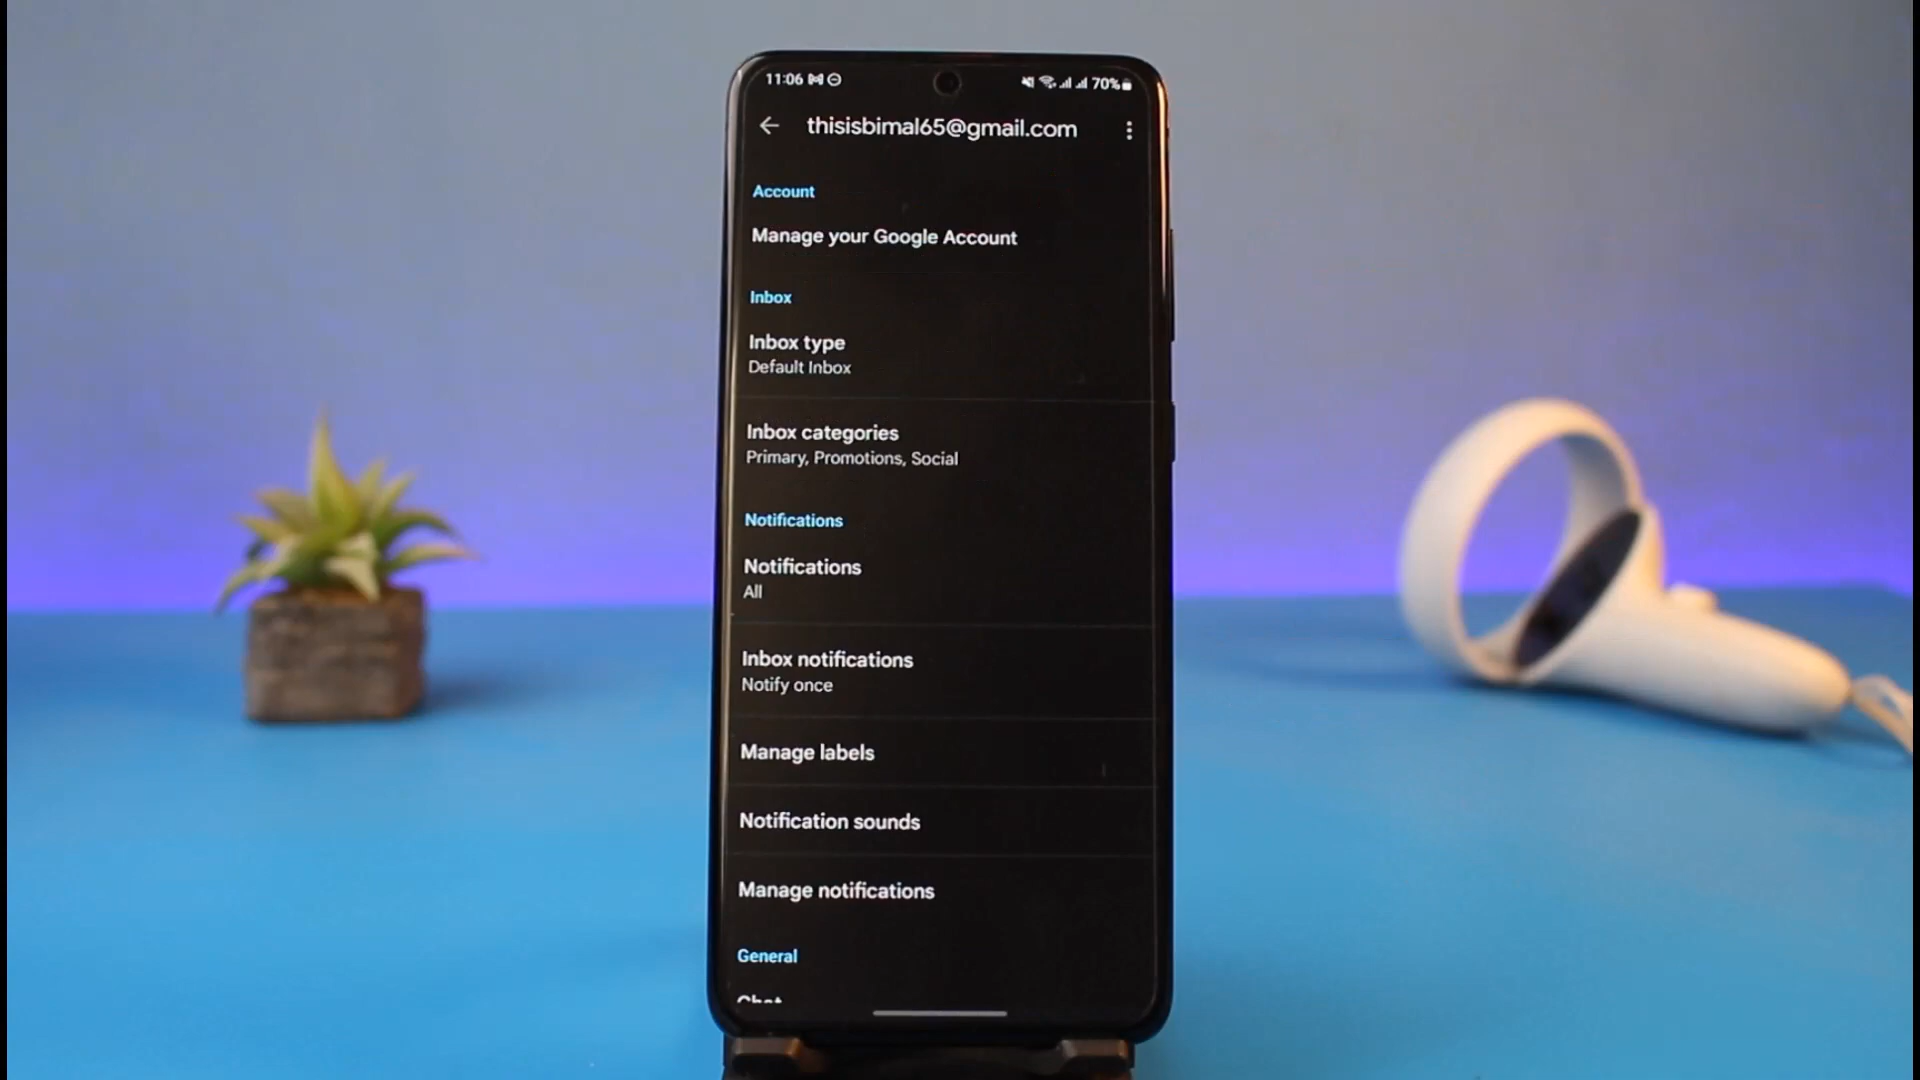 11:06 70%
thisisbimal65@gmail.com
Account
Manage your Google Account
Inbox
Inbox type
Default Inbox
Inbox categories
Primary, Promotions, Social
Notifications
Notifications
All
Inbox notifications
Notify once
Manage labels
Notification sounds
Manage notifications
General
Chat